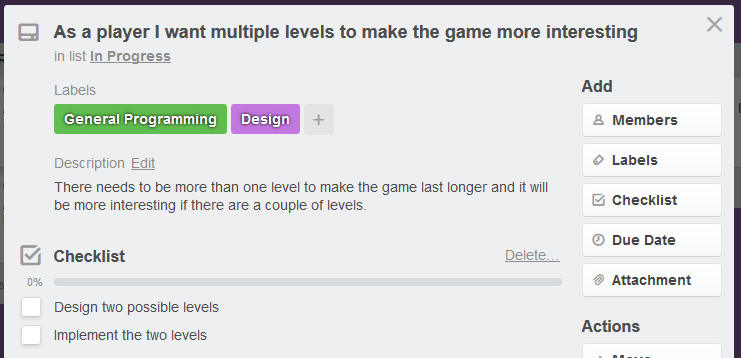 As a player I want multiple levels to make the game more interesting
in list In Progress
Labels
General Programming Design +
Description Edit
There needs to be more than one level to make the game last longer and it will
be more interesting if there are a couple of levels.
Checklist Delete...
0%
Design two possible levels
Implement the two levels
Add
Members
Labels
Checklist
Due Date
Attachment
Actions